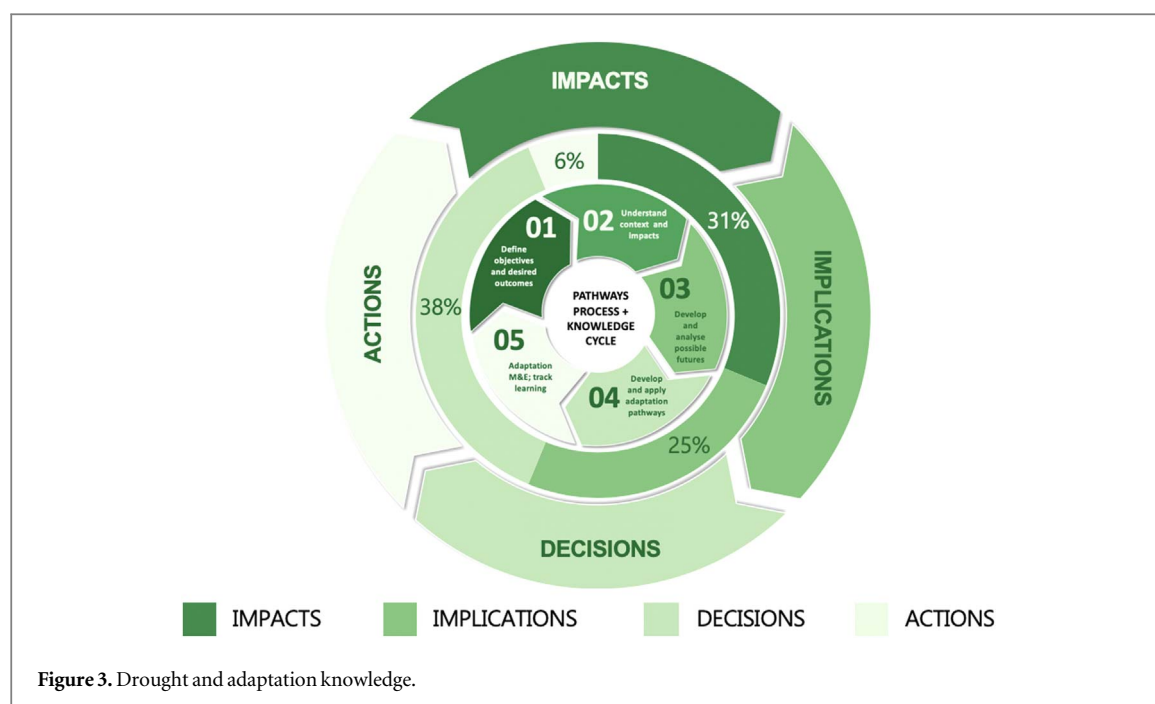 IMPACTS
6%
31%
01
Define
objectives
and desired
outcomes
02
Understand
context and
impacts
03
Develop
and
analyse
possible
futures
04
Develop
and apply
adaptation
pathways
05
Adaptation
M&E; track
learning
PATHWAYS
PROCESS +
KNOWLEDGE
CYCLE
ACTIONS
38%
IMPLICATIONS
25%
DECISIONS
IMPACTS
IMPLICATIONS
DECISIONS
ACTIONS
Figure 3. Drought and adaptation knowledge.